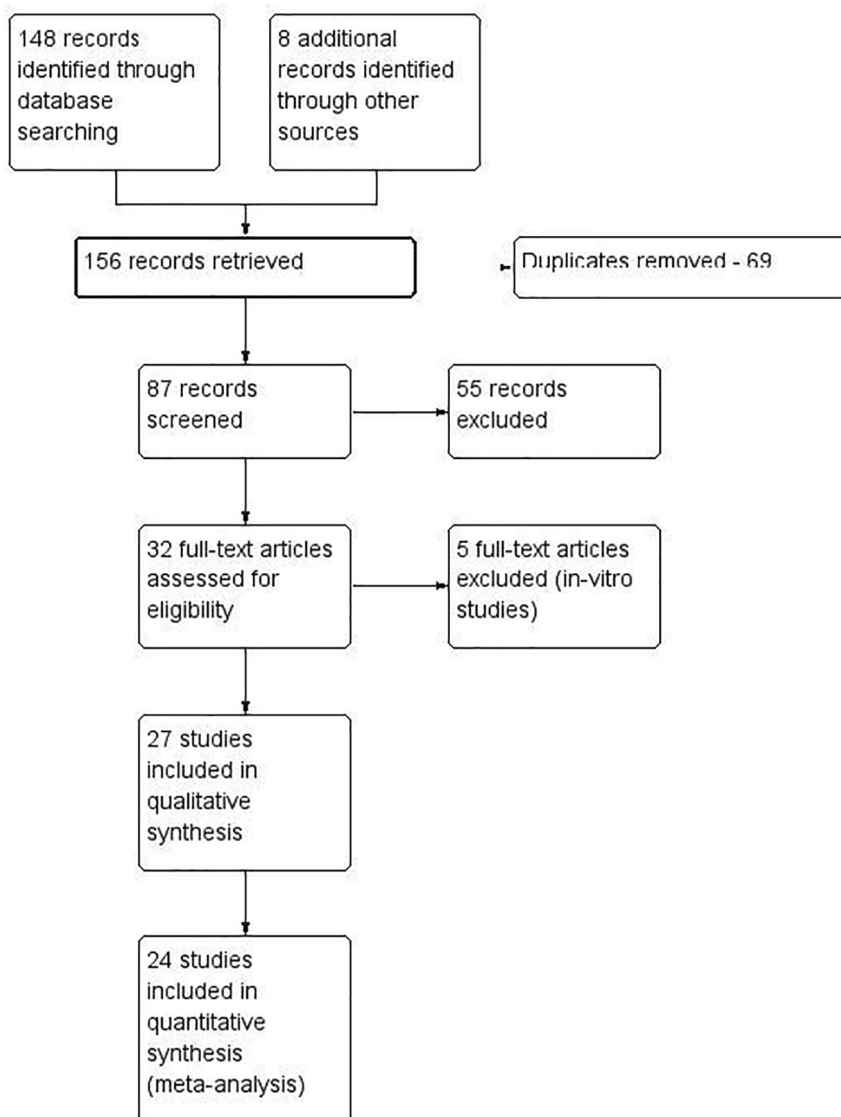 148 records
identified through
database
searching
8 additional
records identified
through other
sources
156 records retrieved
Duplicates removed - 69
87 records
screened
55 records
excluded
32 full-text articles
assessed for
eligibility
5 full-text articles
excluded (in-vitro
studies)
27 studies
included in
qualitative
synthesis
24 studies
included in
quantitative
synthesis
(meta-analysis)